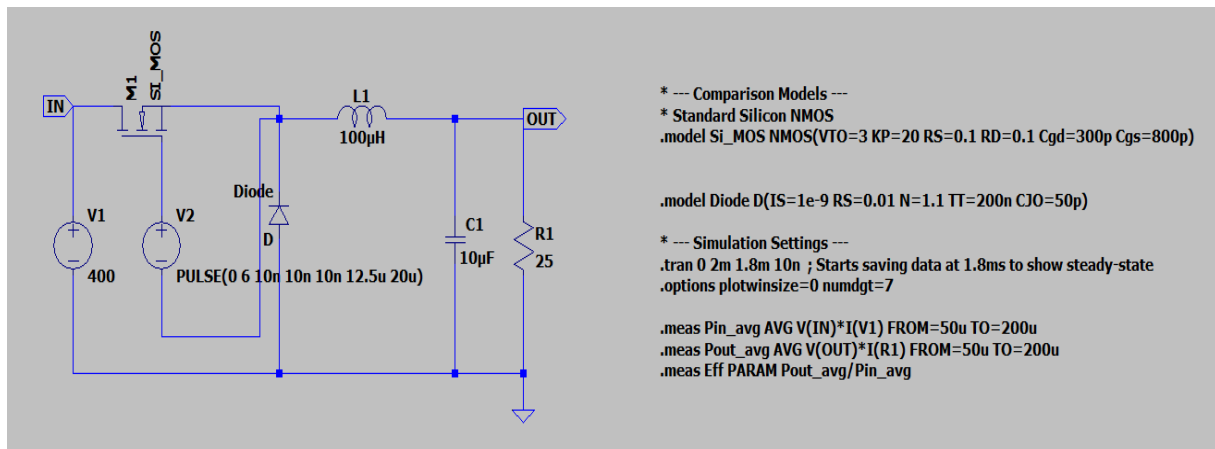 IN
M1
SI_MOS
L1
100µH
OUT
Diode
D
V1
400
V2
PULSE(0 6 10n 10n 10n 12.5u 20u)
C1
10µF
R1
25
* --- Comparison Models ---
* Standard Silicon NMOS
.model Si_MOS NMOS(VTO=3 KP=20 RS=0.1 RD=0.1 Cgd=300p Cgs=800p)
.model Diode D(IS=1e-9 RS=0.01 N=1.1 TT=200n CJO=50p)
* --- Simulation Settings ---
.tran 0 2m 1.8m 10n ; Starts saving data at 1.8ms to show steady-state
.options plotwinsize=0 numdgt=7
.meas Pin_avg AVG V(IN)*I(V1) FROM=50u TO=200u
.meas Pout_avg AVG V(OUT)*I(R1) FROM=50u TO=200u
.meas Eff PARAM Pout_avg/Pin_avg